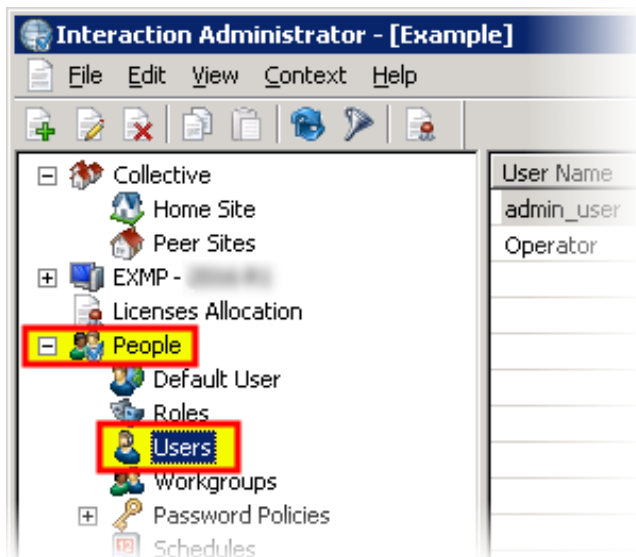 Interaction Administrator - [Example]
File Edit View Context Help
Collective
Home Site
Peer Sites
EXMP -
Licenses Allocation
People
Default User
Roles
Users
Workgroups
Password Policies
Schedules
User Name
admin_user
Operator